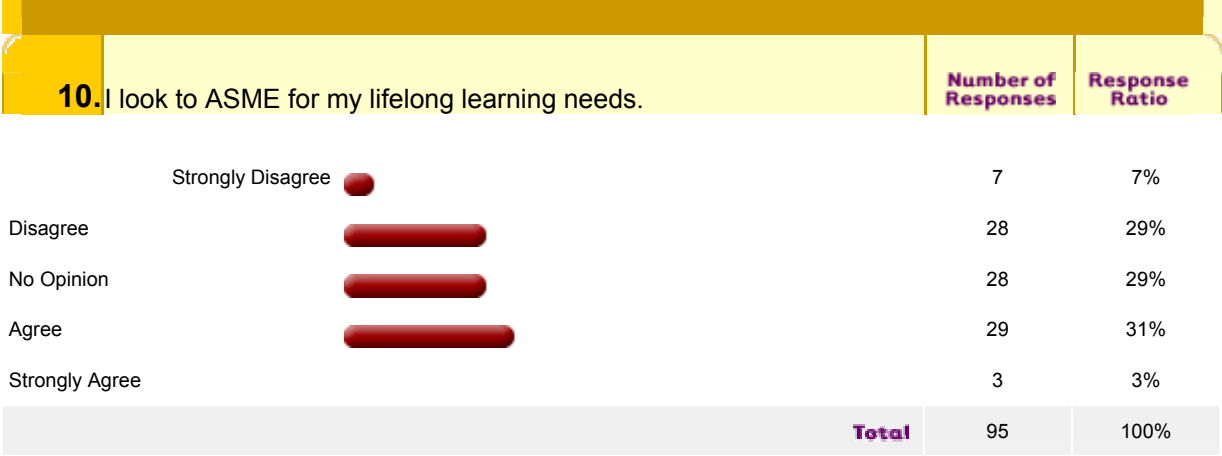 10. I look to ASME for my lifelong learning needs. Number of Responses Response Ratio
Strongly Disagree 7 7%
Disagree 28 29%
No Opinion 28 29%
Agree 29 31%
Strongly Agree 3 3%
Total 95 100%